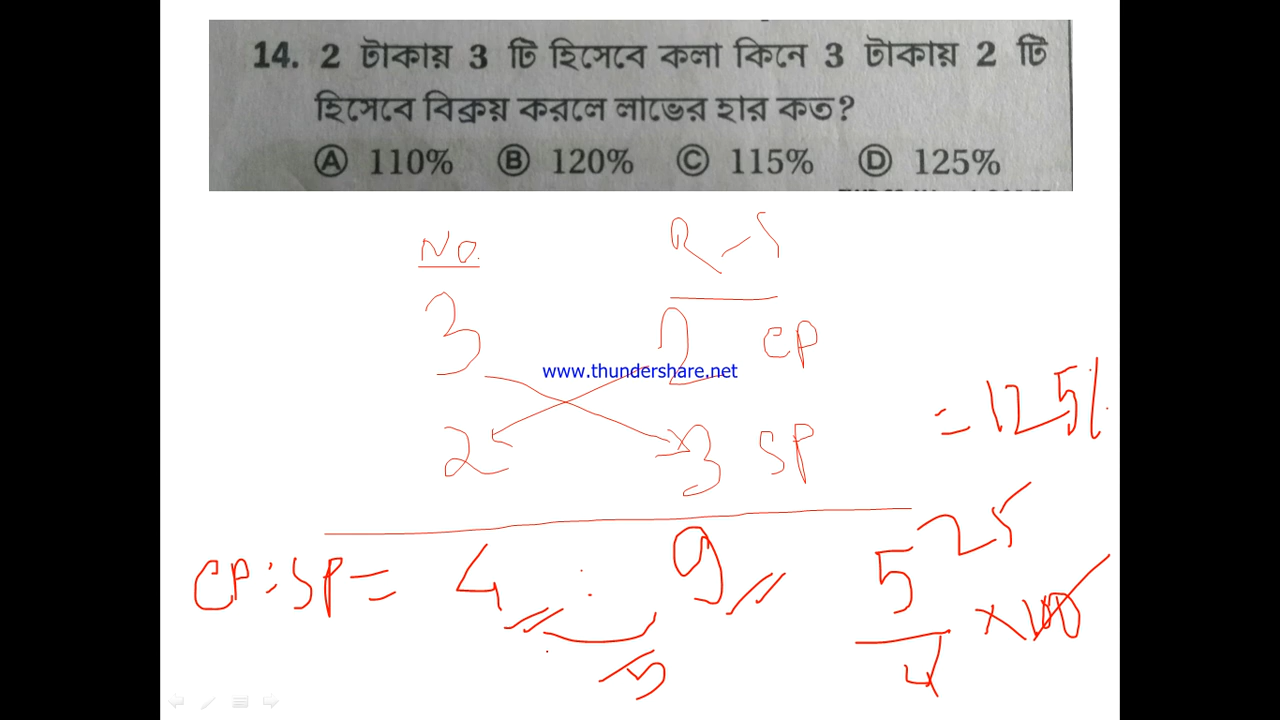 14. 2 টাকায় 3 টি হিসেবে কলা কিনে 3 টাকায় 2 টি
হিসেবে বিক্রয় করলে লাভের হার কত?
Ⓐ 110% Ⓑ 120% Ⓒ 115% Ⓓ 125%
No.
3 2 CP
www.thundershare.net
= 125%
2 3 SP
25
CP : SP = 4 : 9
5/4 × 100
5